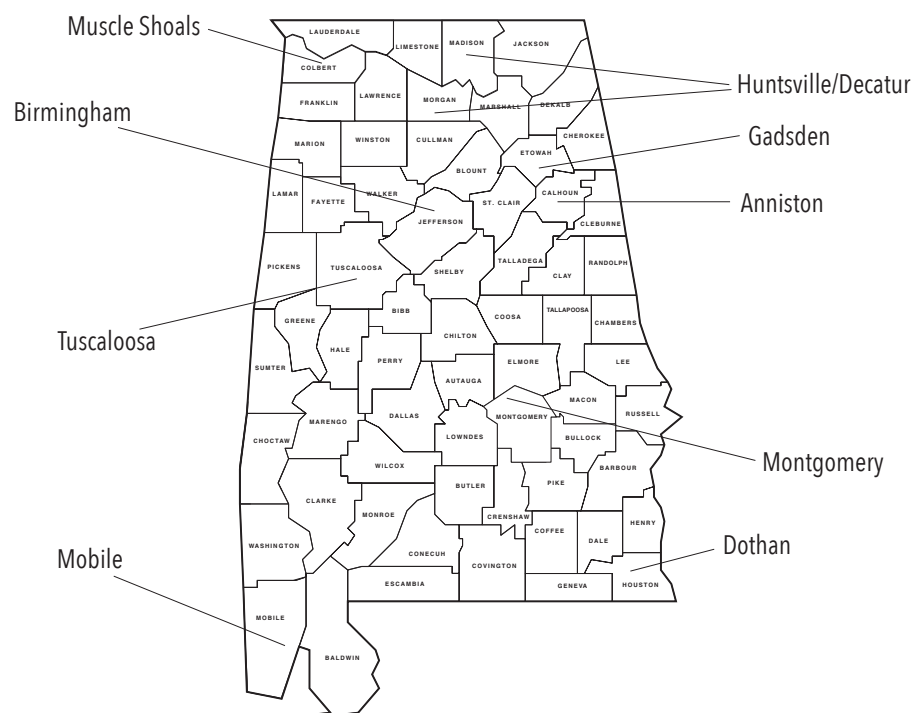 Muscle Shoals
LAUDERDALE
LIMESTONE
MADISON
JACKSON
COLBERT
Huntsville/Decatur
FRANKLIN
LAWRENCE
MORGAN
MARSHALL
DEKALB
Birmingham
MARION
WINSTON
CULLMAN
ETOWAH
CHEROKEE
Gadsden
BLOUNT
LAMAR
FAYETTE
WALKER
ST. CLAIR
CALHOUN
Anniston
JEFFERSON
CLEBURNE
PICKENS
TUSCALOOSA
SHELBY
TALLADEGA
CLAY
RANDOLPH
Tuscaloosa
GREENE
BIBB
COOSA
TALLAPOOSA
CHAMBERS
HALE
CHILTON
SUMTER
PERRY
ELMORE
LEE
AUTAUGA
MACON
MARENGO
DALLAS
MONTGOMERY
RUSSELL
CHOCTAW
LOWNDES
BULLOCK
WILCOX
BARBOUR
Montgomery
CLARKE
BUTLER
PIKE
MONROE
CRENSHAW
HENRY
WASHINGTON
COFFEE
DALE
Dothan
Mobile
CONECUH
COVINGTON
ESCAMBIA
GENEVA
HOUSTON
MOBILE
BALDWIN